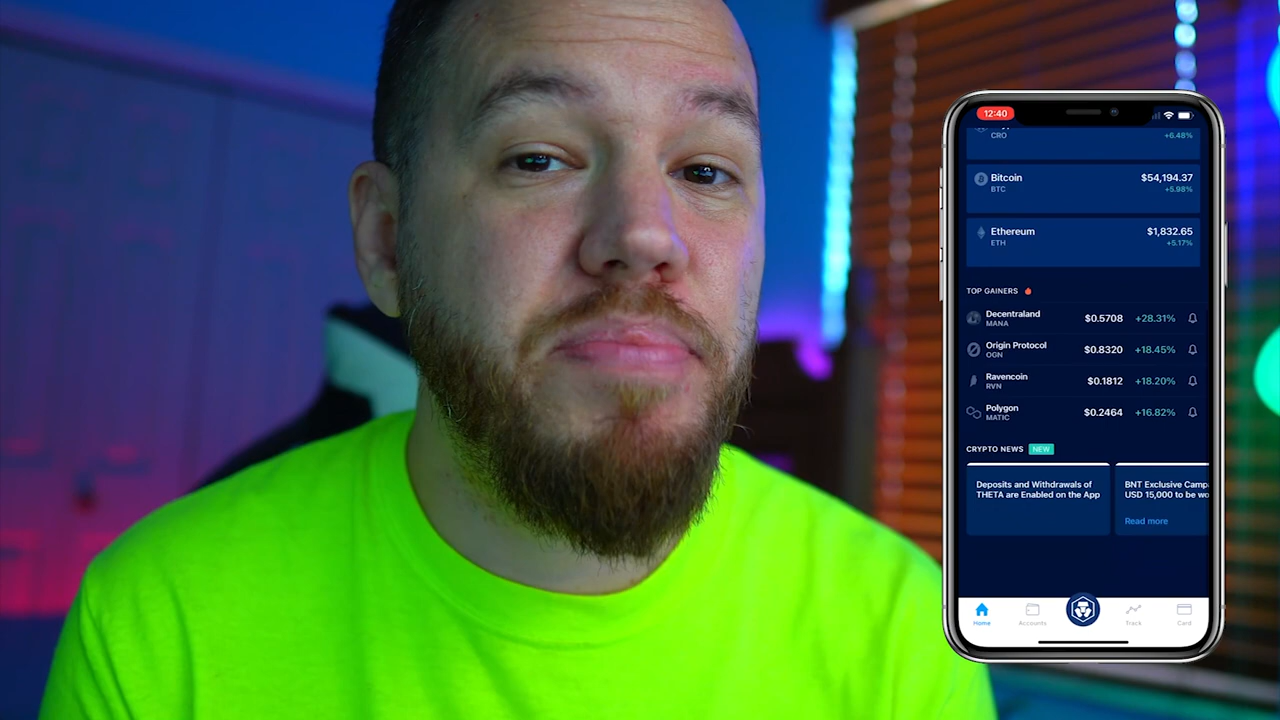 12:40
CRO
+6.48%
Bitcoin $54,194.37
BTC +5.98%
Ethereum $1,832.65
ETH +5.17%
TOP GAINERS
Decentraland
MANA
$0.5708 +28.31%
Origin Protocol
OGN
$0.8320 +18.45%
Ravencoin
RVN
$0.1812 +18.20%
Polygon
MATIC
$0.2464 +16.82%
CRYPTO NEWS NEW
Deposits and Withdrawals of
THETA are Enabled on the App
BNT Exclusive
USD 15,000 to be
Read more
Home Accounts Track Card